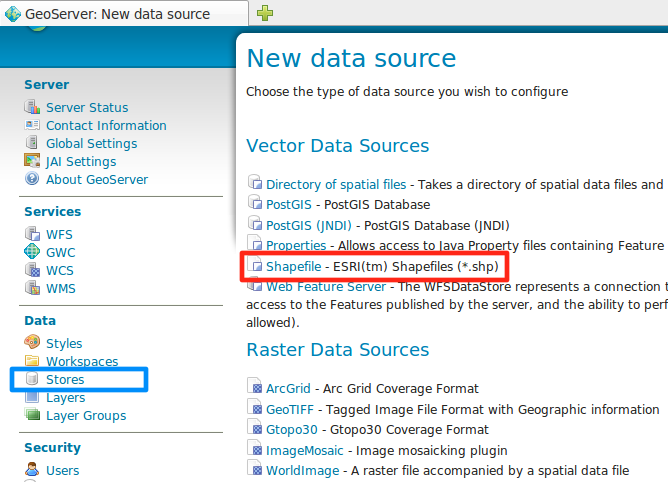 GeoServer: New data source
Server
Server Status
Contact Information
Global Settings
JAI Settings
About GeoServer
Services
WFS
GWC
WCS
WMS
Data
Styles
Workspaces
Stores
Layers
Layer Groups
Security
Users
New data source
Choose the type of data source you wish to configure
Vector Data Sources
Directory of spatial files - Takes a directory of spatial data files and
PostGIS - PostGIS Database
PostGIS (JNDI) - PostGIS Database (JNDI)
Properties - Allows access to Java Property files containing Feature
Shapefile - ESRI(tm) Shapefiles (*.shp)
Web Feature Server - The WFSDataStore represents a connection t
access to the Features published by the server, and the ability to perf
allowed).
Raster Data Sources
ArcGrid - Arc Grid Coverage Format
GeoTIFF - Tagged Image File Format with Geographic information
Gtopo30 - Gtopo30 Coverage Format
ImageMosaic - Image mosaicking plugin
WorldImage - A raster file accompanied by a spatial data file